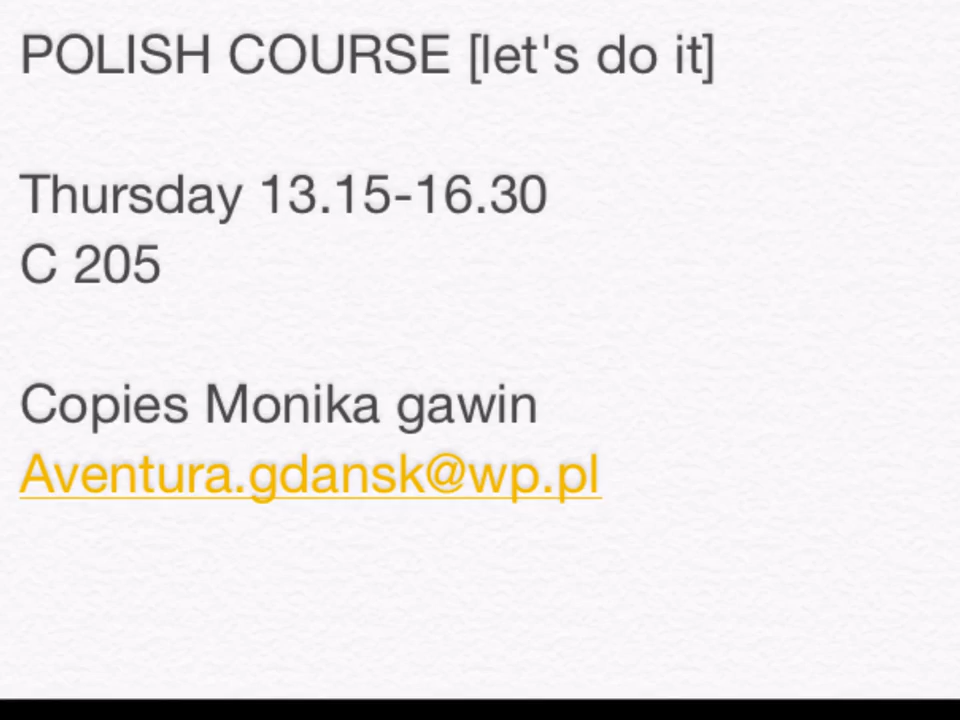 POLISH COURSE [let's do it]
Thursday 13.15-16.30
C 205
Copies Monika gawin
Aventura.gdansk@wp.pl